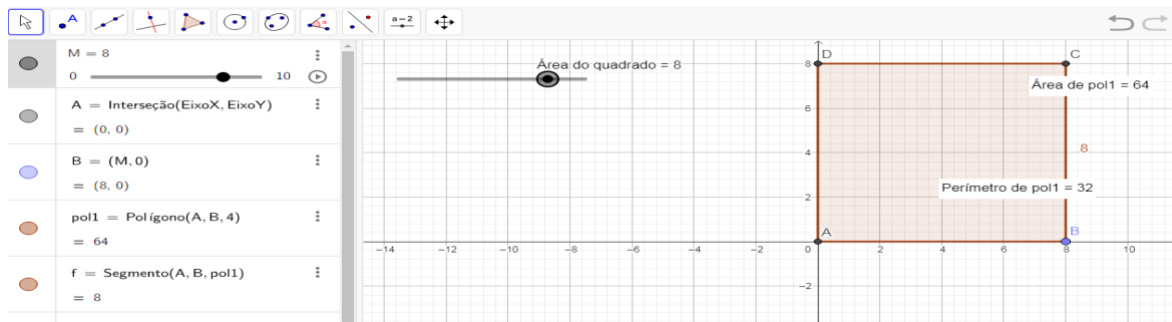 A
a=2
M = 8
0
10
A = Interseção(EixoX, EixoY)
= (0, 0)
B = (M, 0)
= (8, 0)
pol1 = Polígono(A, B, 4)
= 64
f = Segmento(A, B, pol1)
= 8
Área do quadrado = 8
D
C
8
Área de pol1 = 64
6
4
8
Perímetro de pol1 = 32
2
A
B
−14 −12 −10 −8 −6 −4 −2 0 2 4 6 8 10
−2